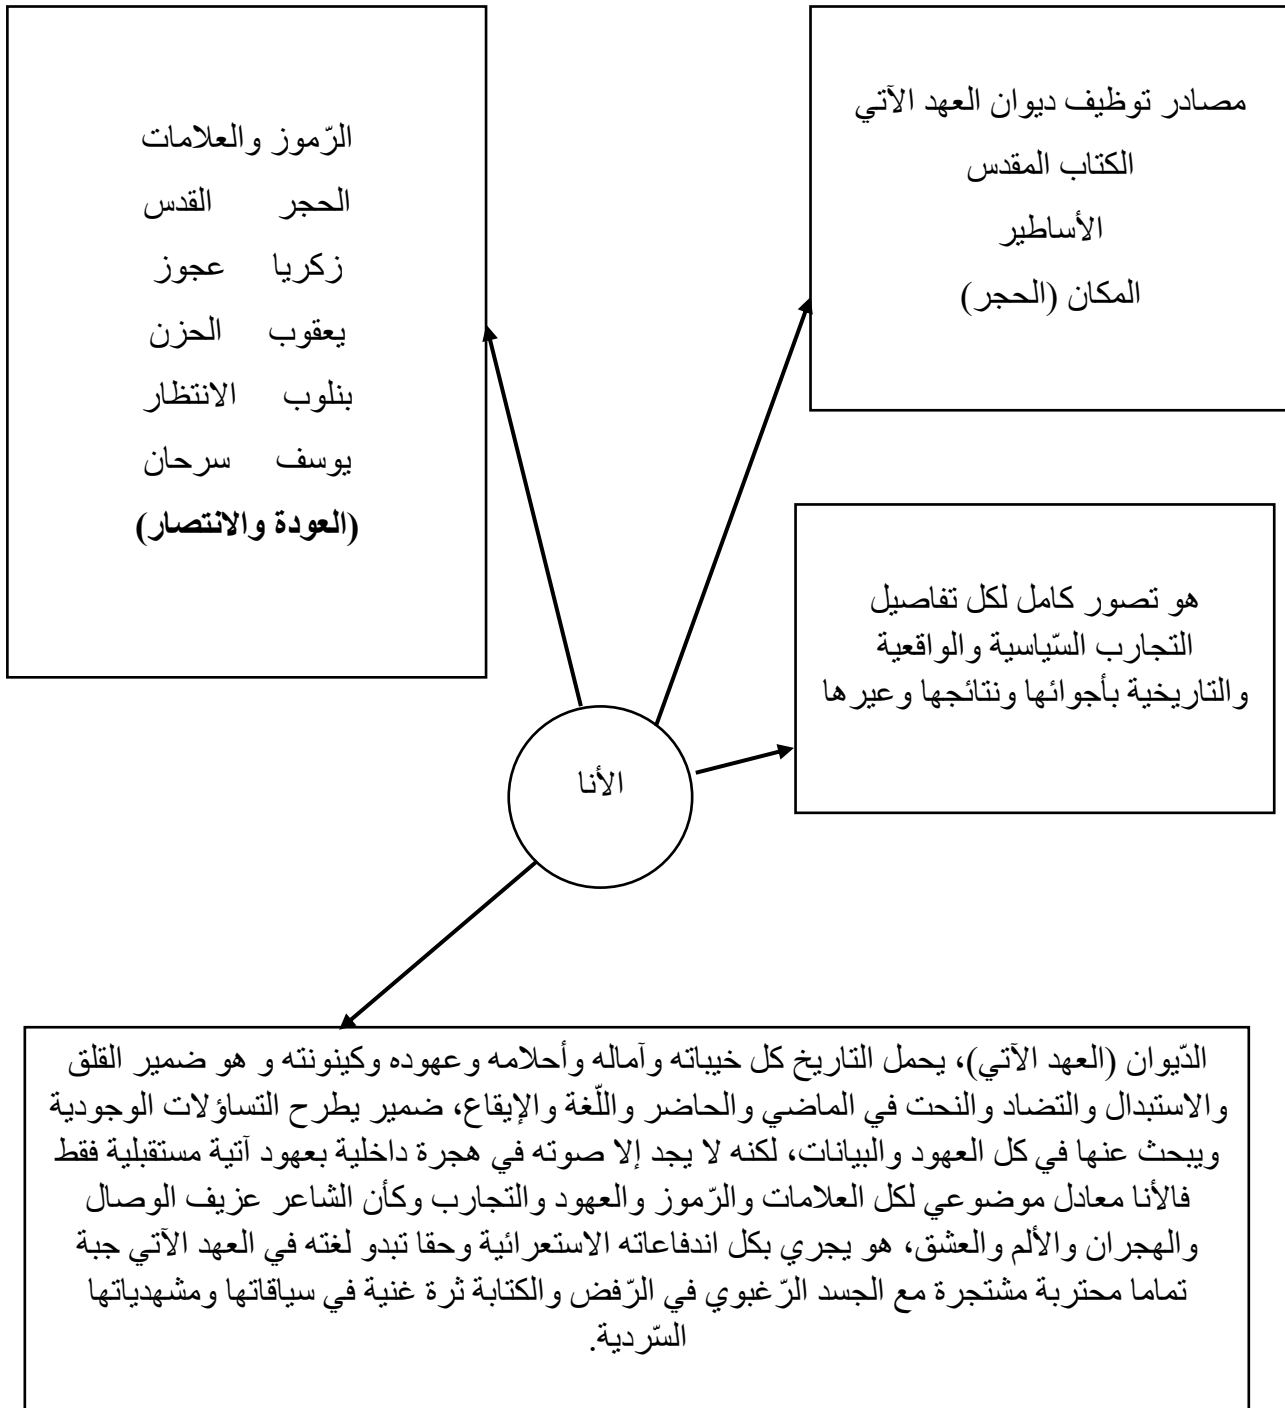 مصادر توظيف ديوان العهد الآتي
الكتاب المقدس
الأساطير
المكان (الحجر)
الرّموز والعلامات
الحجر القدس
زكريا عجوز
يعقوب الحزن
بنلوب الانتظار
يوسف سرحان
(العودة والانتصار)
هو تصور كامل لكل تفاصيل
التجارب السّياسية والواقعية
والتاريخية بأجوائها ونتائجها وعيرها
الأنا
الدّيوان (العهد الآتي)، يحمل التاريخ كل خيباته وآماله وأحلامه وعهوده وكينونته و هو ضمير القلق
والاستبدال والتضاد والنحت في الماضي والحاضر واللّغة والإيقاع، ضمير يطرح التساؤلات الوجودية
ويبحث عنها في كل العهود والبيانات، لكنه لا يجد إلا صوته في هجرة داخلية بعهود آتية مستقبلية فقط
فالأنا معادل موضوعي لكل العلامات والرّموز والعهود والتجارب وكأن الشاعر عزيف الوصال
والهجران والألم والعشق، هو يجري بكل اندفاعاته الاستعرائية وحقا تبدو لغته في العهد الآتي جبة
تماما محتربة مشتجرة مع الجسد الرّغبوي في الرّفض والكتابة ثرة غنية في سياقاتها ومشهدياتها
السّردية.